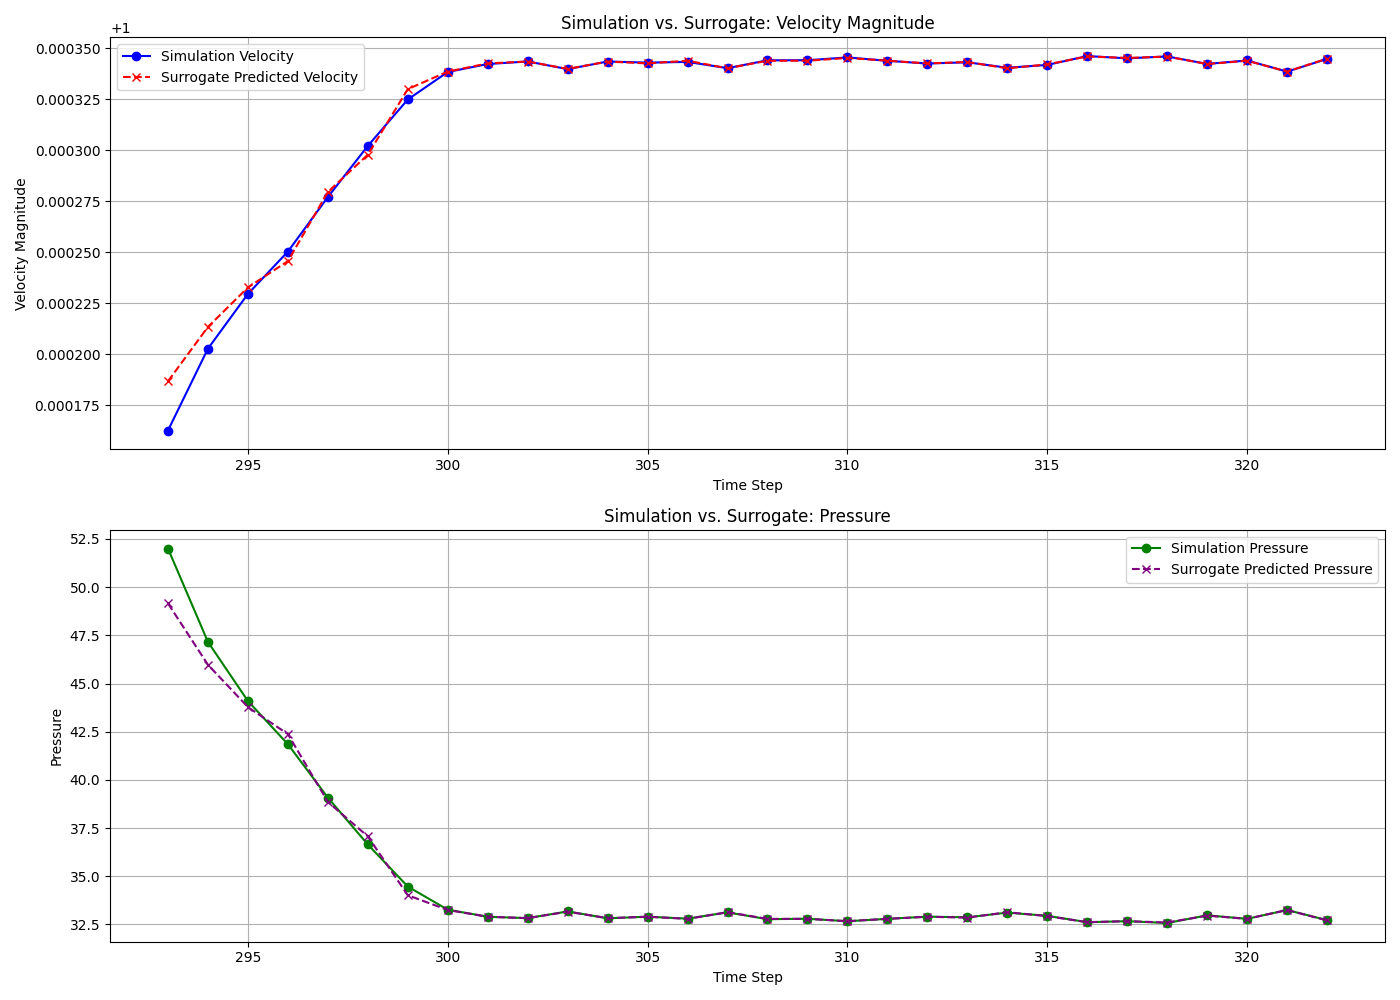 Simulation vs. Surrogate: Velocity Magnitude
+1
0.000350
0.000325
0.000300
0.000275
0.000250
0.000225
0.000200
0.000175
Velocity Magnitude
Simulation Velocity
Surrogate Predicted Velocity
295 300 305 310 315 320
Time Step
Simulation vs. Surrogate: Pressure
52.5
50.0
47.5
45.0
42.5
40.0
37.5
35.0
32.5
Pressure
Simulation Pressure
Surrogate Predicted Pressure
295 300 305 310 315 320
Time Step